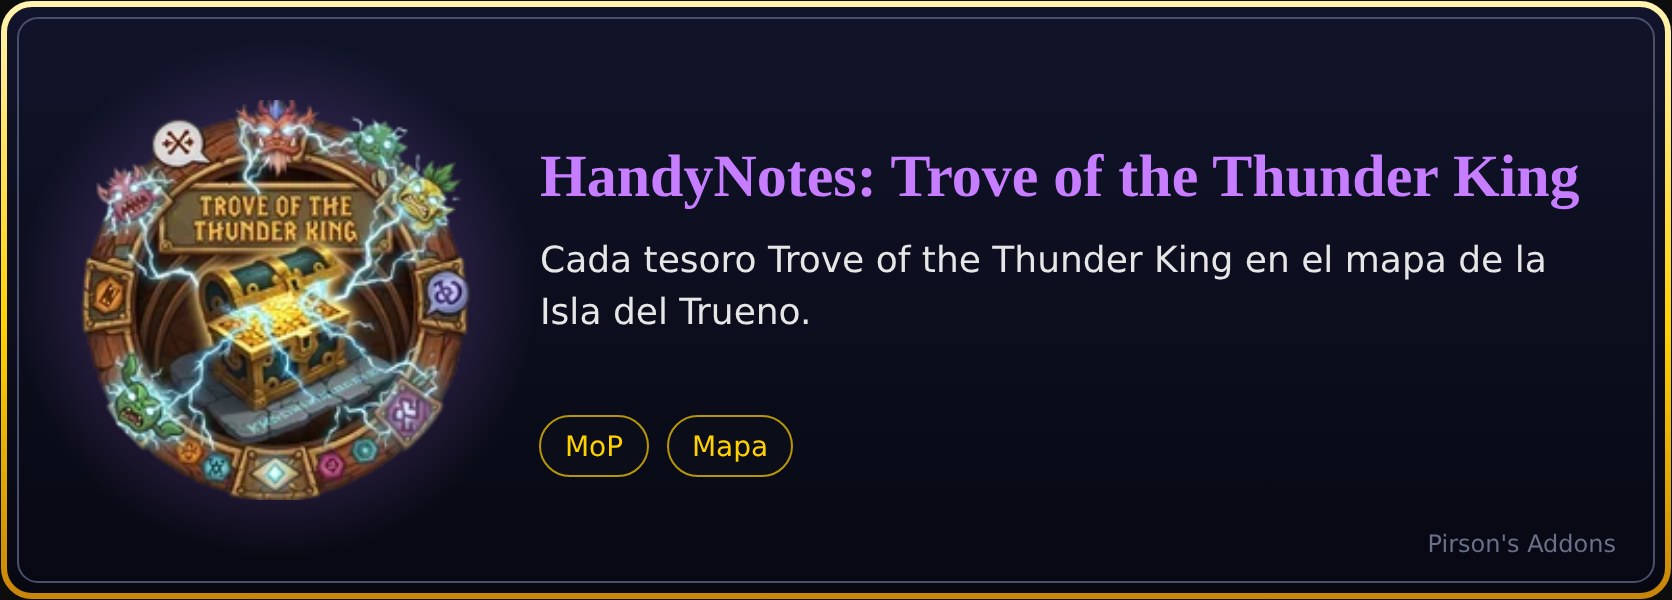 TROVE OF THE
THUNDER KING
HandyNotes: Trove of the Thunder King
Cada tesoro Trove of the Thunder King en el mapa de la
Isla del Trueno.
MoP
Mapa
Pirson's Addons